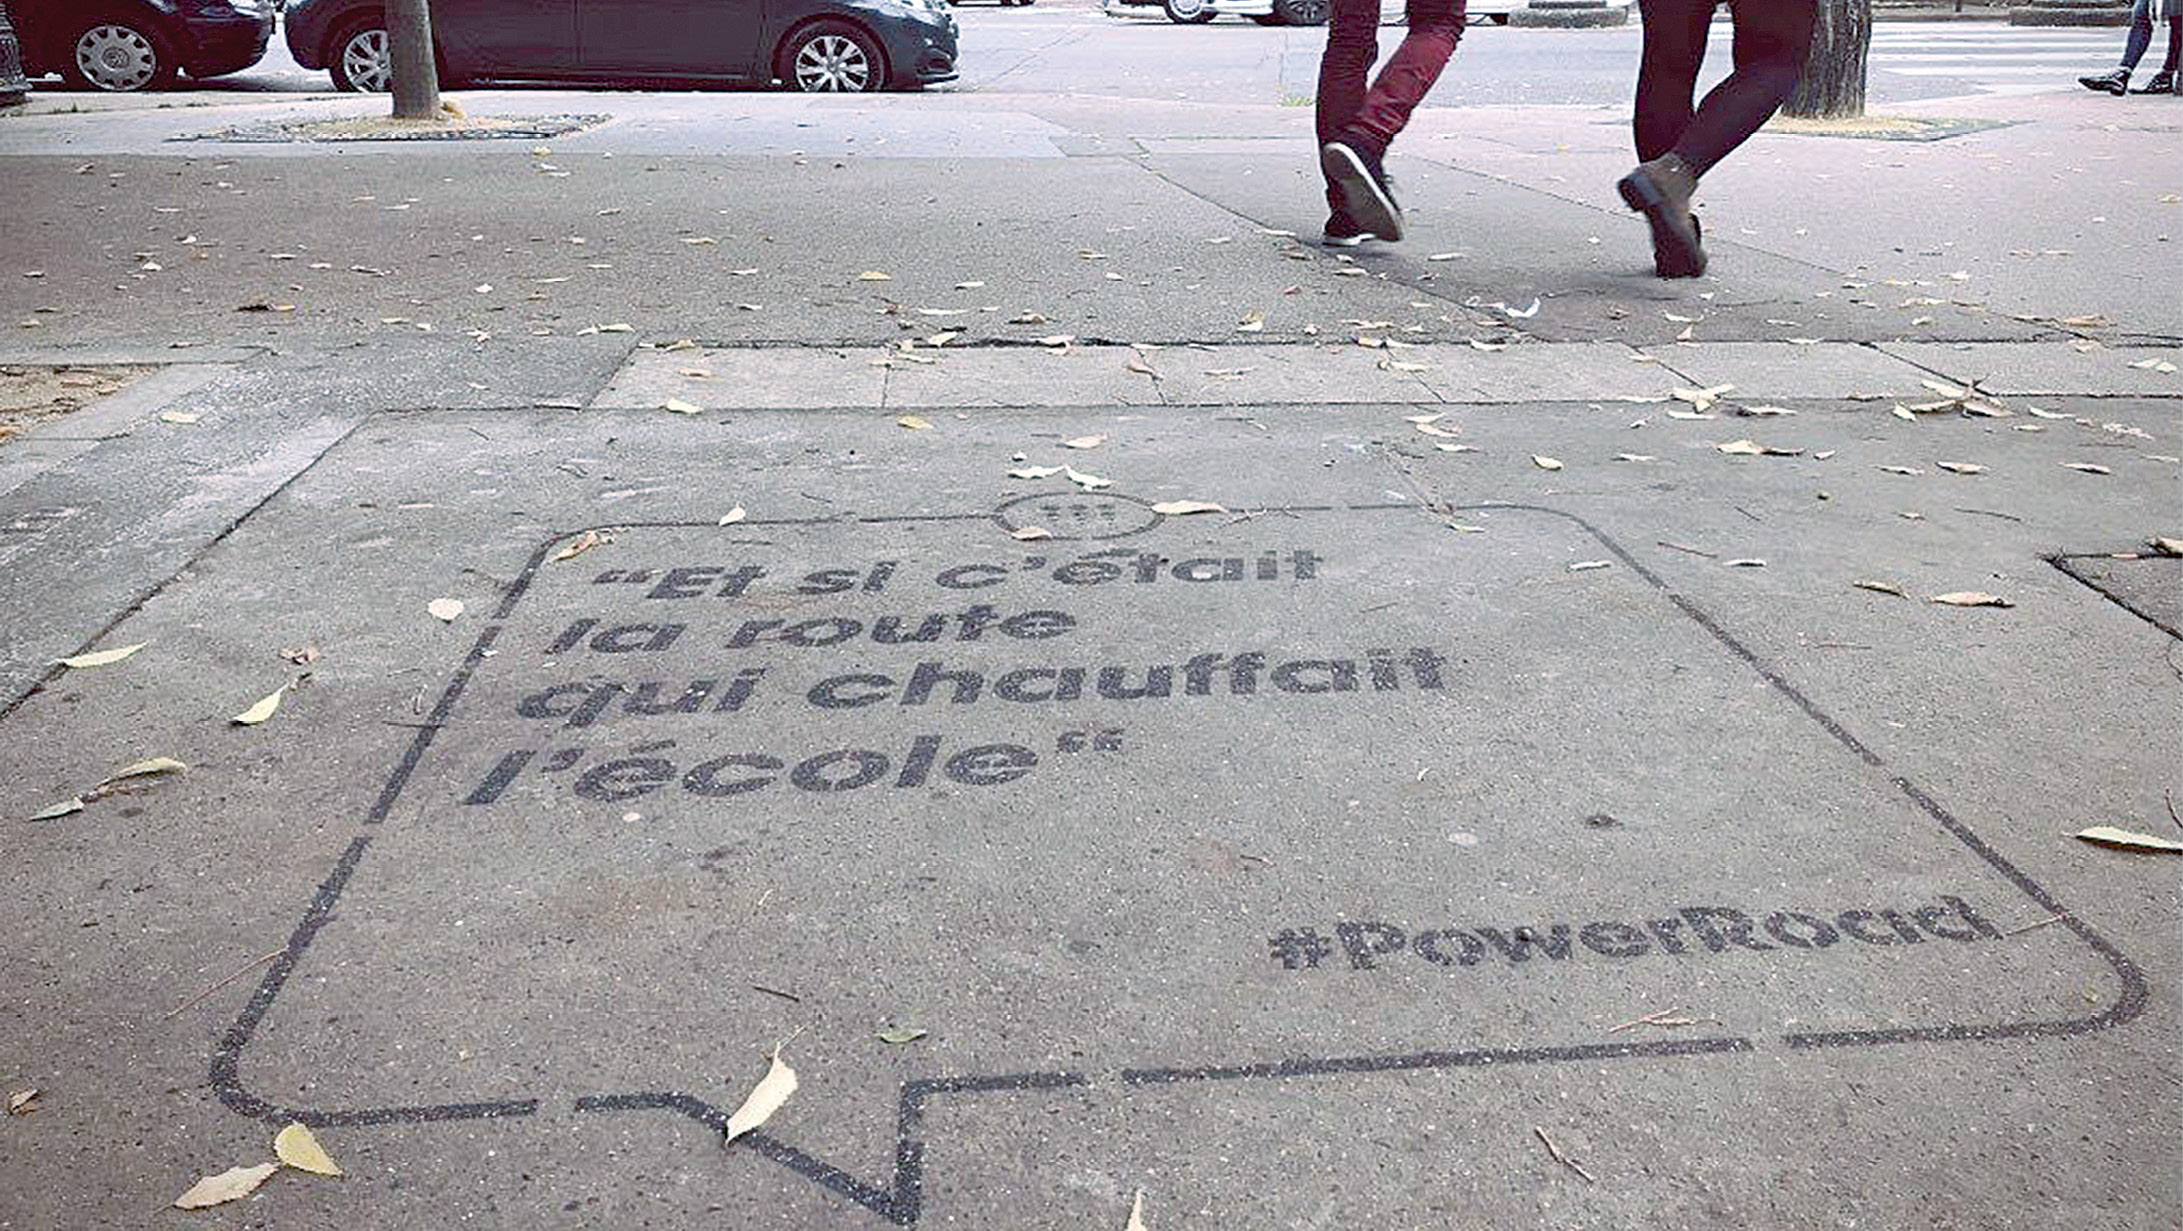 “Et si c’était
la route
qui chauffait
l’école“
#PowerRoad